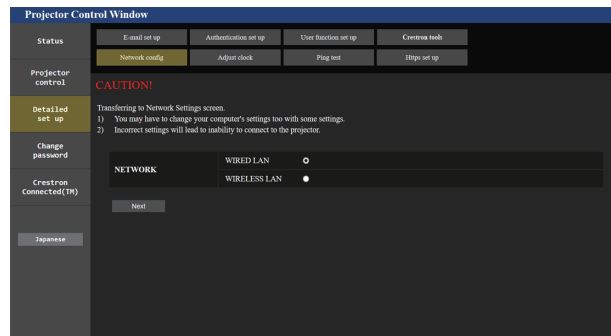 Projector Control Window
Status
Projector
control
Detailed
set up
Change
password
Crestron
Connected(TM)
Japanese
E-mail set up
Authentication set up
User function set up
Crestron tools
Network config
Adjust clock
Ping test
Https set up
CAUTION!
Transferring to Network Settings screen.
1) You may have to change your computer's settings too with some settings.
2) Incorrect settings will lead to inability to connect to the projector.
NETWORK
WIRED LAN
WIRELESS LAN
Next